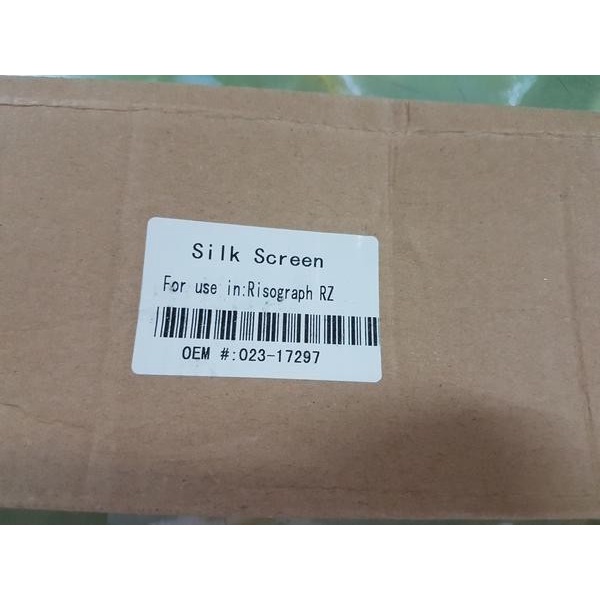 Silk Screen
For use in:Risograph RZ
OEM #:023-17297